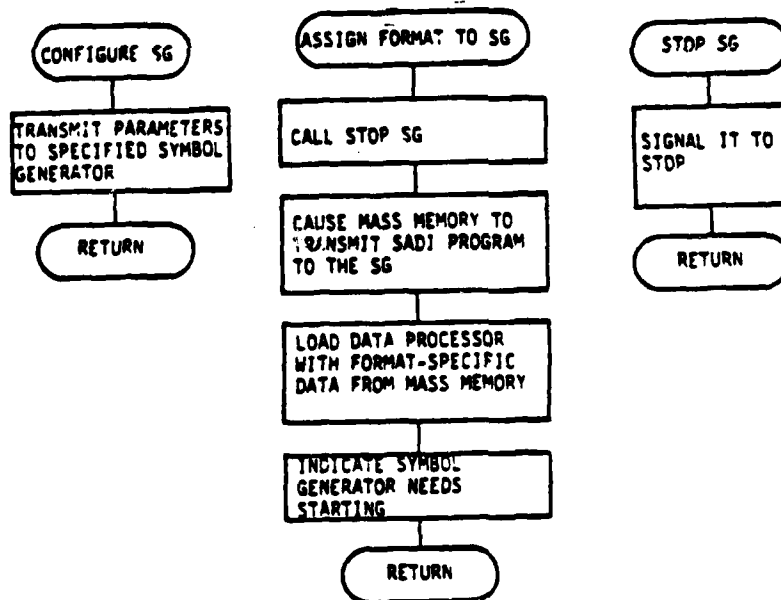 CONFIGURE SG
TRANSMIT PARAMETERS
TO SPECIFIED SYMBOL
GENERATOR
RETURN
ASSIGN FORMAT TO SG
CALL STOP SG
CAUSE MASS MEMORY TO
TRANSMIT SADI PROGRAM
TO THE SG
LOAD DATA PROCESSOR
WITH FORMAT-SPECIFIC
DATA FROM MASS MEMORY
INDICATE SYMBOL
GENERATOR NEEDS
STARTING
RETURN
STOP SG
SIGNAL IT TO
STOP
RETURN